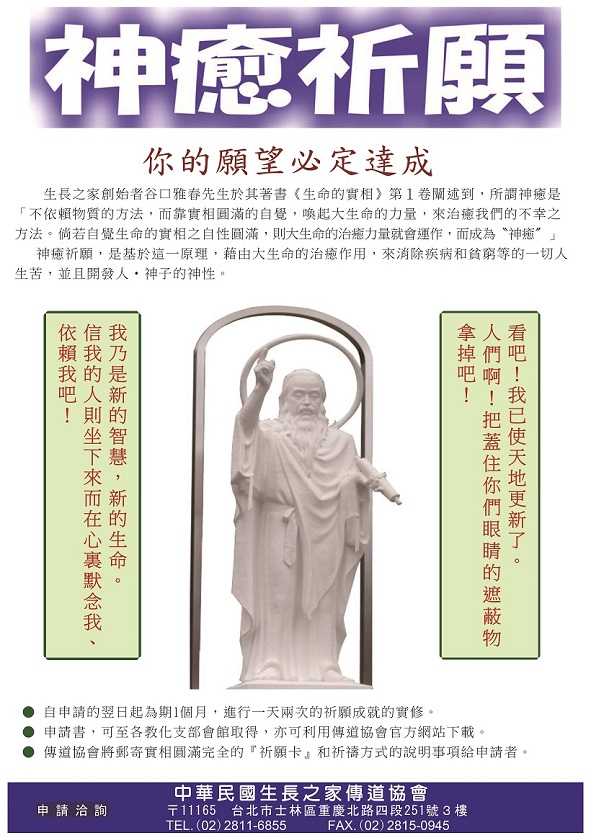 神癒祈願
你的願望必定達成
生長之家創始者谷口雅春先生於其著書《生命的實相》第１卷闡述到，所謂神癒是
「不依賴物質的方法，而靠實相圓滿的自覺，喚起大生命的力量，來治癒我們的不幸之
方法。倘若自覺生命的實相之自性圓滿，則大生命的治癒力量就會運作，而成為〝神癒〞」
神癒祈願，是基於這一原理，藉由大生命的治癒作用，來消除疾病和貧窮等的一切人
生苦，並且開發人・神子的神性。
看吧！我已使天地更新了。
人們啊！把蓋住你們眼睛的遮蔽物
拿掉吧！
我乃是新的智慧，新的生命。
信我的人則坐下來而在心裏默念我、
依賴我吧！
● 自申請的翌日起為期1個月，進行一天兩次的祈願成就的實修。
● 申請書，可至各教化支部會館取得，亦可利用傳道協會官方網站下載。
● 傳道協會將郵寄實相圓滿完全的『祈願卡』和祈禱方式的說明事項給申請者。
中華民國生長之家傳道協會
申請洽詢
〒11165 台北市士林區重慶北路四段251號３樓
TEL.(02)2811-6855 FAX.(02)2815-0945